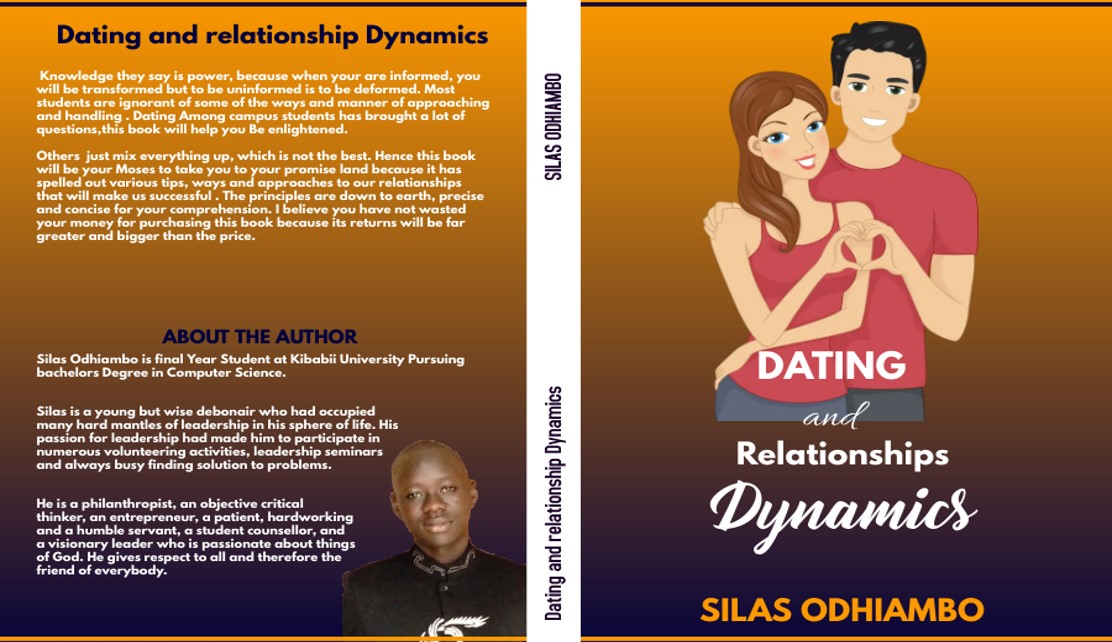 Dating and relationship Dynamics
Knowledge they say is power, because when your are informed, you
will be transformed but to be uninformed is to be deformed. Most
students are ignorant of some of the ways and manner of approaching
and handling . Dating Among campus students has brought a lot of
questions,this book will help you Be enlightened.
Others just mix everything up, which is not the best. Hence this book
will be your Moses to take you to your promise land because it has
spelled out various tips, ways and approaches to our relationships
that will make us successful . The principles are down to earth, precise
and concise for your comprehension. I believe you have not wasted
your money for purchasing this book because its returns will be far
greater and bigger than the price.
ABOUT THE AUTHOR
Silas Odhiambo is final Year Student at Kibabii University Pursuing
bachelors Degree in Computer Science.
Silas is a young but wise debonair who had occupied
many hard mantles of leadership in his sphere of life. His
passion for leadership had made him to participate in
numerous volunteering activities, leadership seminars
and always busy finding solution to problems.
He is a philanthropist, an objective critical
thinker, an entrepreneur, a patient, hardworking
and a humble servant, a student counsellor, and
a visionary leader who is passionate about things
of God. He gives respect to all and therefore the
friend of everybody.
SILAS ODHIAMBO
Dating and relationship Dynamics
DATING
and
Relationships
Dynamics
SILAS ODHIAMBO